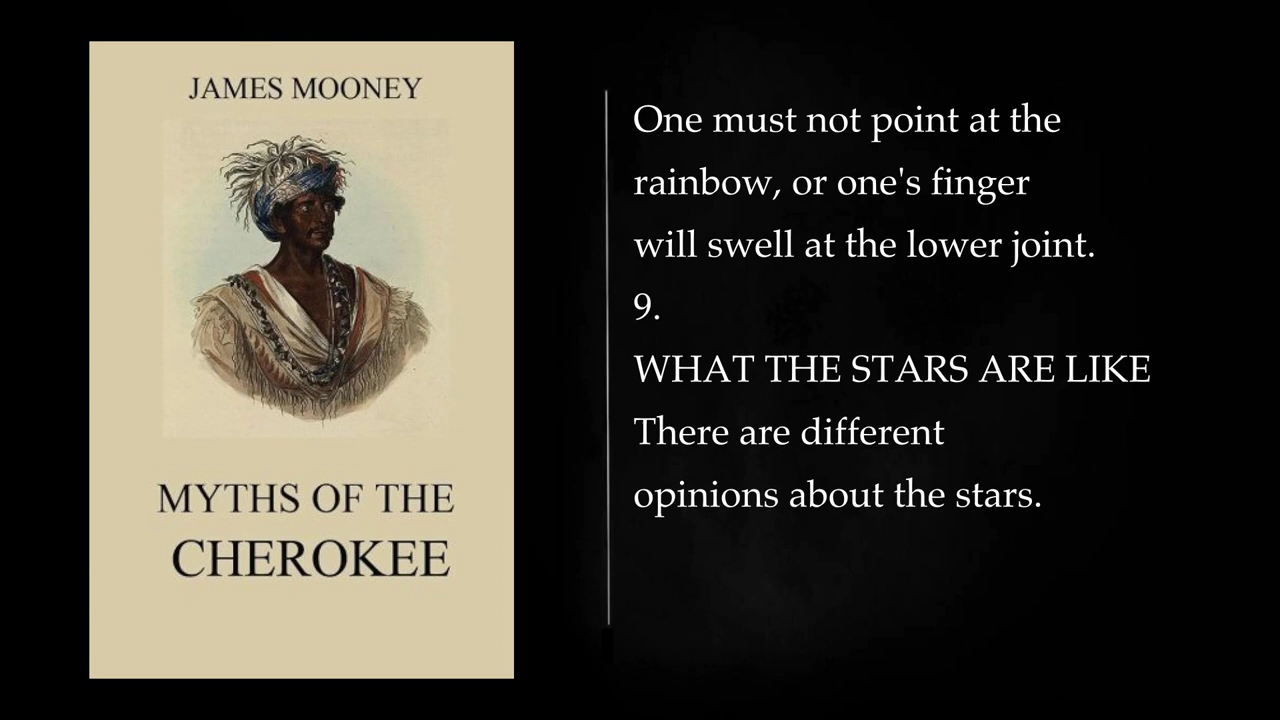 JAMES MOONEY
MYTHS OF THE
CHEROKEE
One must not point at the
rainbow, or one's finger
will swell at the lower joint.
9.
WHAT THE STARS ARE LIKE
There are different
opinions about the stars.